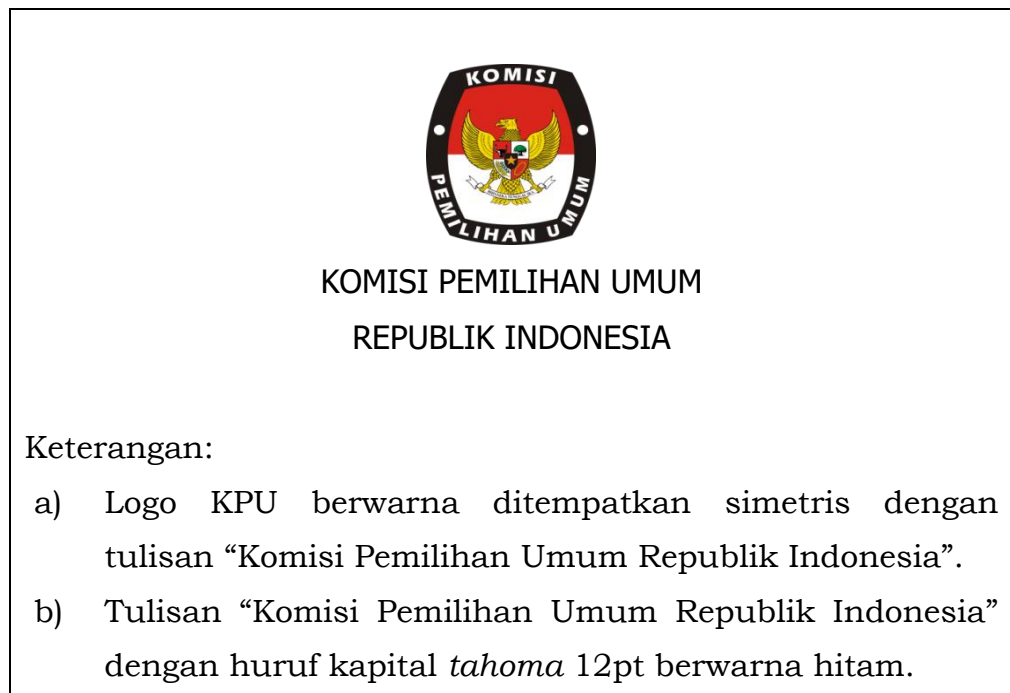 KOMISI
PEMILIHAN UMUM
KOMISI PEMILIHAN UMUM
REPUBLIK INDONESIA
Keterangan:
a) Logo KPU berwarna ditempatkan simetris dengan
tulisan “Komisi Pemilihan Umum Republik Indonesia”.
b) Tulisan “Komisi Pemilihan Umum Republik Indonesia”
dengan huruf kapital tahoma 12pt berwarna hitam.